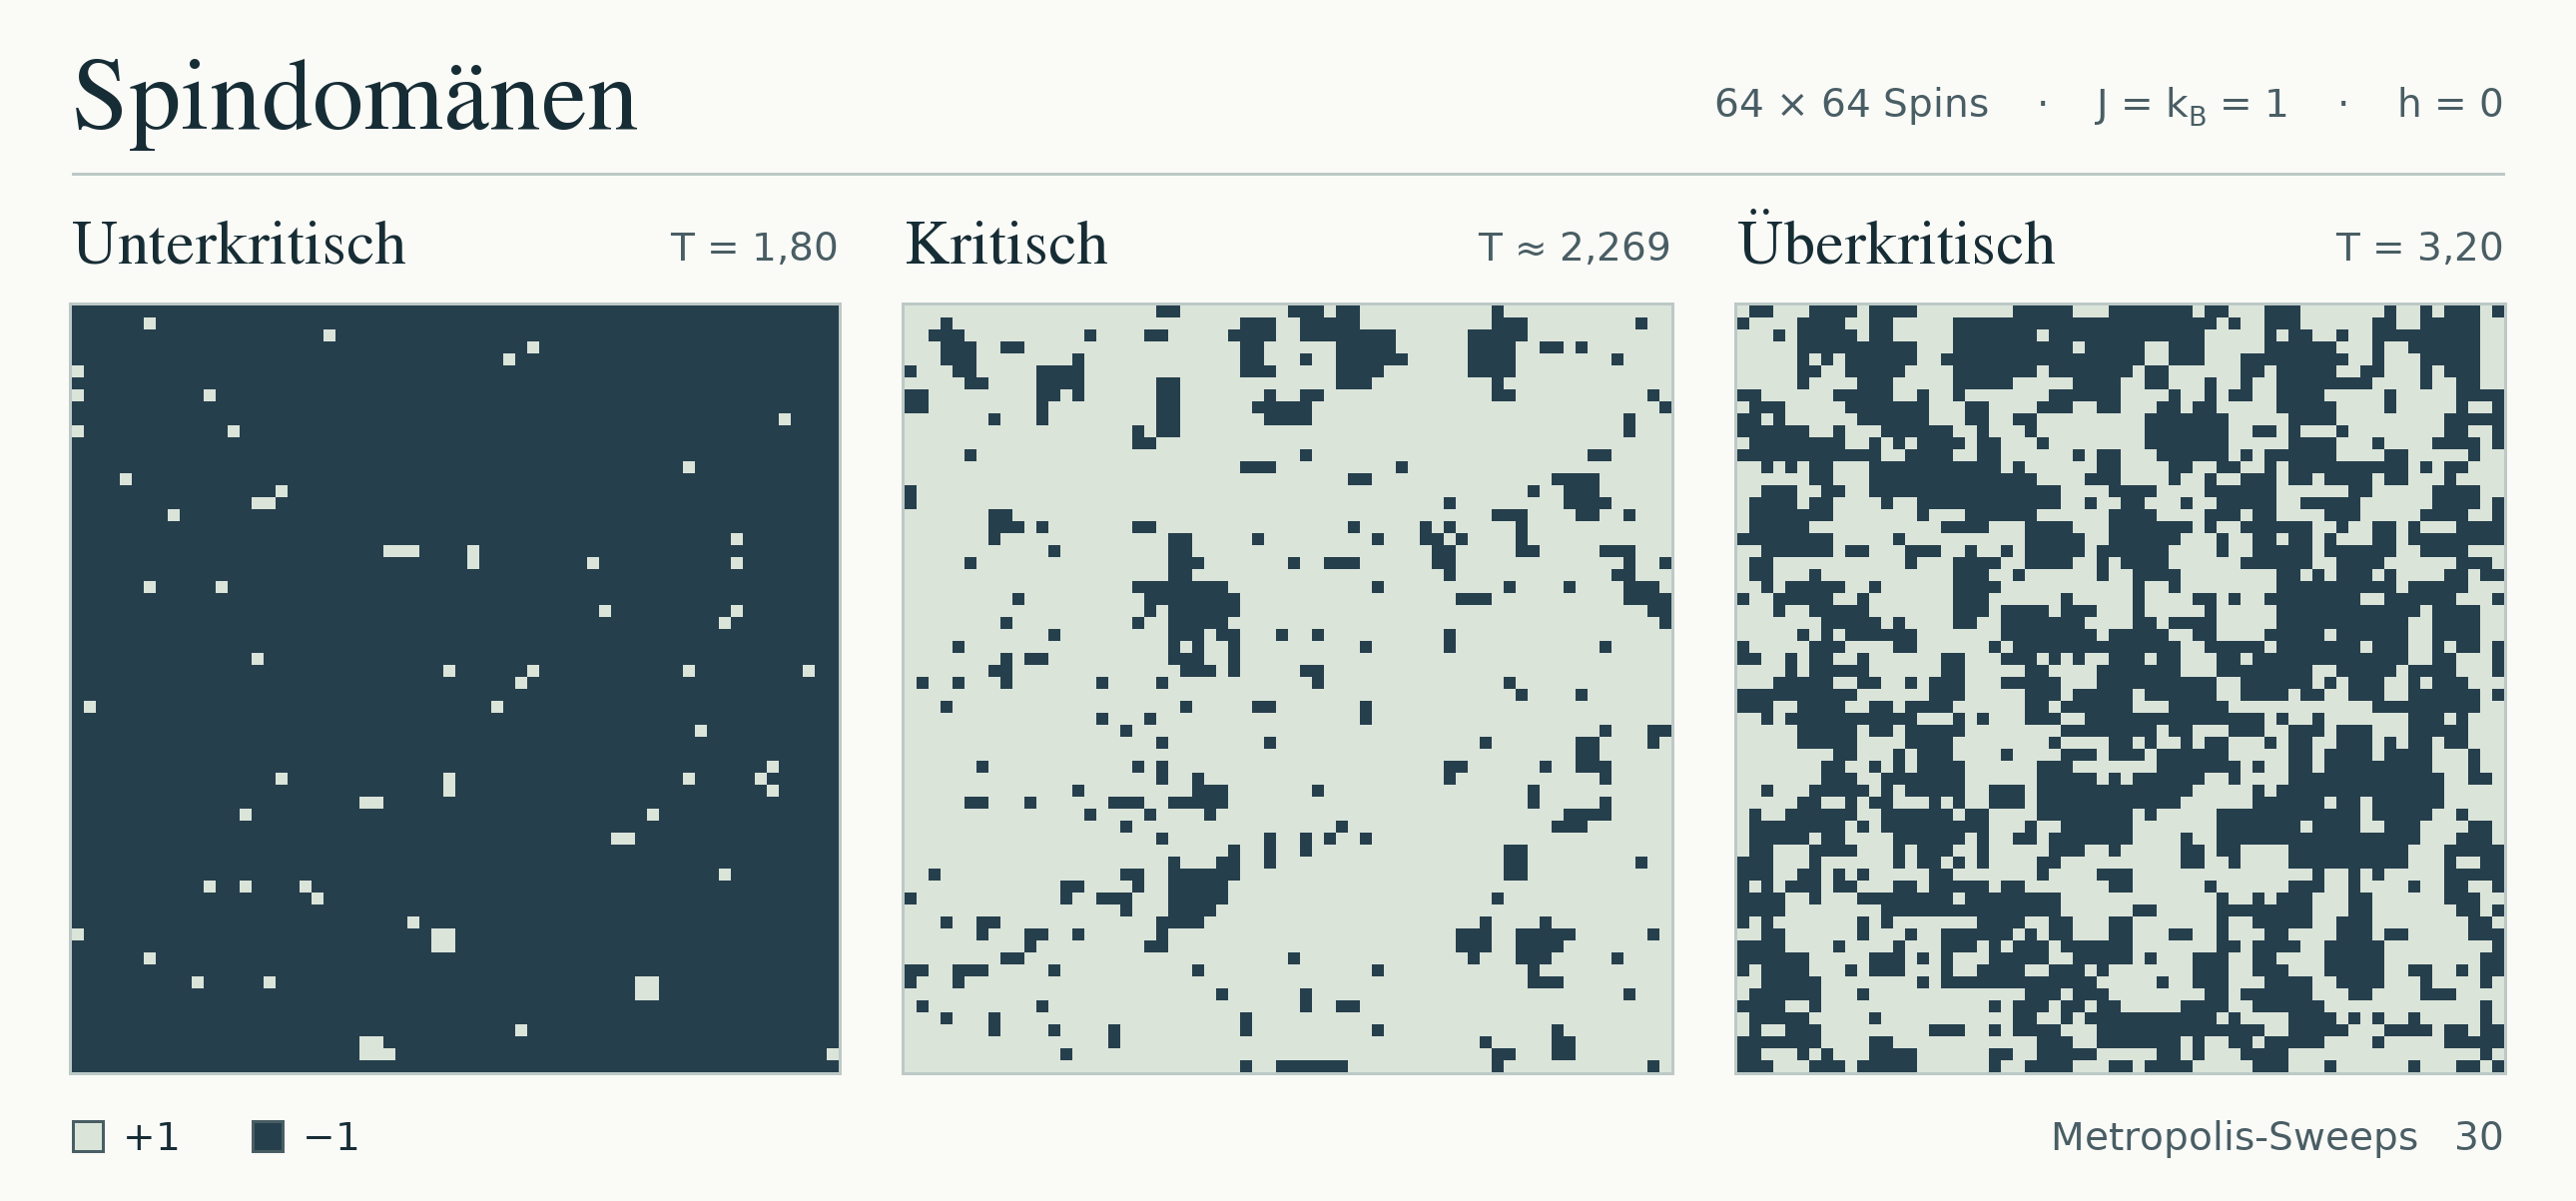 Spindomänen
64 × 64 Spins · J = k_B = 1 · h = 0
Unterkritisch T = 1,80
Kritisch T ≈ 2,269
Überkritisch T = 3,20
+1 −1
Metropolis-Sweeps 30